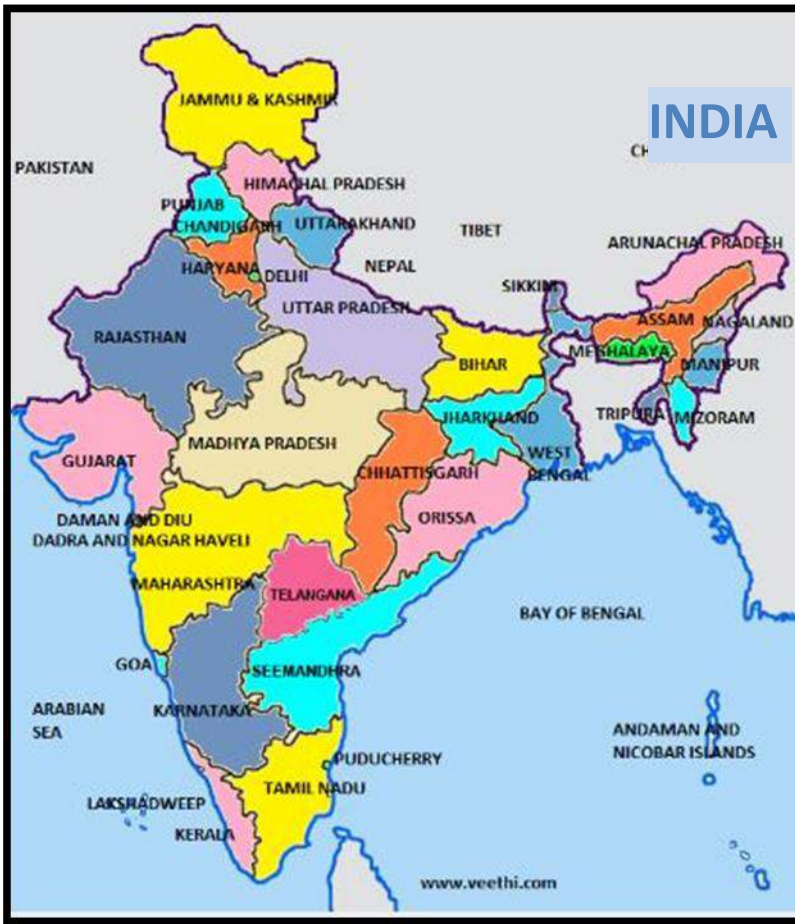 JAMMU & KASHMIR
INDIA
CH
PAKISTAN
HIMACHAL PRADESH
PUNJAB
CHANDIGARH
UTTARAKHAND
TIBET
ARUNACHAL PRADESH
HARYANA
DELHI
NEPAL
SIKKIM
UTTAR PRADESH
ASSAM
NAGALAND
RAJASTHAN
BIHAR
MEGHALAYA
MANIPUR
JHARKHAND
TRIPURA
MIZORAM
MADHYA PRADESH
GUJARAT
WEST
BENGAL
CHHATTISGARH
ORISSA
DAMAN AND DIU
DADRA AND NAGAR HAVELI
MAHARASHTRA
TELANGANA
BAY OF BENGAL
GOA
SEEMANDHRA
ARABIAN
SEA
KARNATAKA
ANDAMAN AND
NICOBAR ISLANDS
PUDUCHERRY
TAMIL NADU
LAKSHADWEEP
KERALA
www.veethi.com